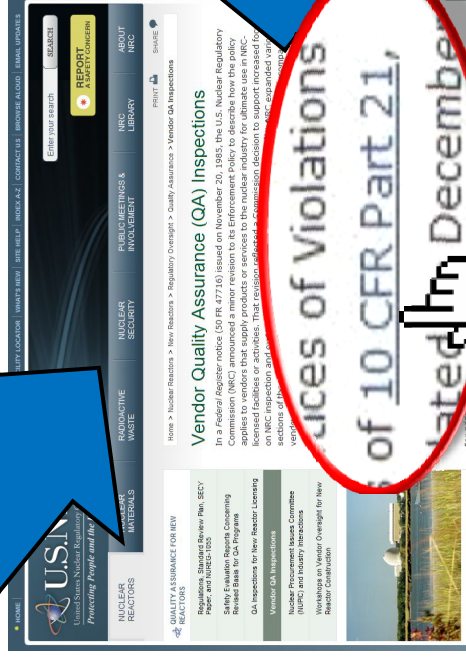 HOME
ILITY LOCATOR | WHAT'S NEW | SITE HELP | INDEX A-Z | CONTACT US | BROWSE ALOUD | EMAIL UPDATES
U.S.N
United States Nuclear Regulatory
Protecting People and the
Enter your search
SEARCH
REPORT
A SAFETY CONCERN
NUCLEAR
REACTORS
NUCLEAR
MATERIALS
RADIOACTIVE
WASTE
NUCLEAR
SECURITY
PUBLIC MEETINGS &
INVOLVEMENT
NRC
LIBRARY
ABOUT
NRC
PRINT
SHARE
Home > Nuclear Reactors > New Reactors > Regulatory Oversight > Quality Assurance > Vendor QA Inspections
QUALITY ASSURANCE FOR NEW
REACTORS
Regulations, Standard Review Plan, SECY
Paper, and NUREG-1055
Safety Evaluation Reports Concerning
Revised Basis for QA Programs
QA Inspections for New Reactor Licensing
Vendor QA Inspections
Nuclear Procurement Issues Committee
(NUPIC) and Industry Interactions
Workshops on Vendor Oversight for New
Reactor Construction
Vendor Quality Assurance (QA) Inspections
In a Federal Register notice (50 FR 47716) issued on November 20, 1985, the U.S. Nuclear Regulatory
Commission (NRC) announced a minor revision to its Enforcement Policy to describe how the policy
applies to vendors that supply products or services to the nuclear industry for ultimate use in NRC-
licensed facilities or activities. That revision reflected a Commission decision to support increased
on NRC inspection and
NRC expanded
sections of
tices of Violations
of 10 CFR Part 21,
lated December